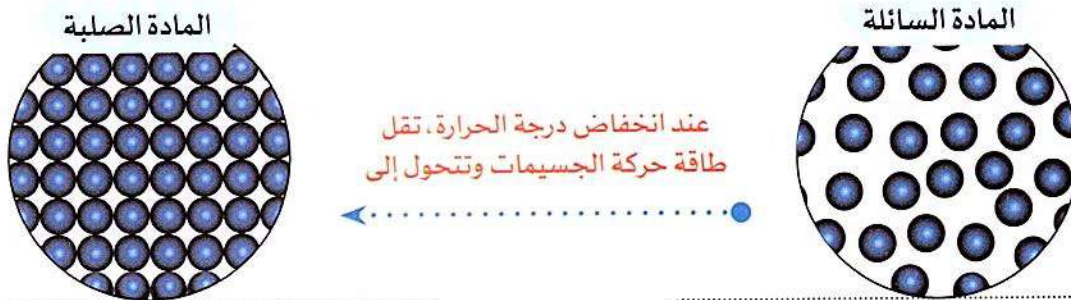 المادة السائلة
المادة الصلبة
عند انخفاض درجة الحرارة، تقل
طاقة حركة الجسيمات وتتحول إلى